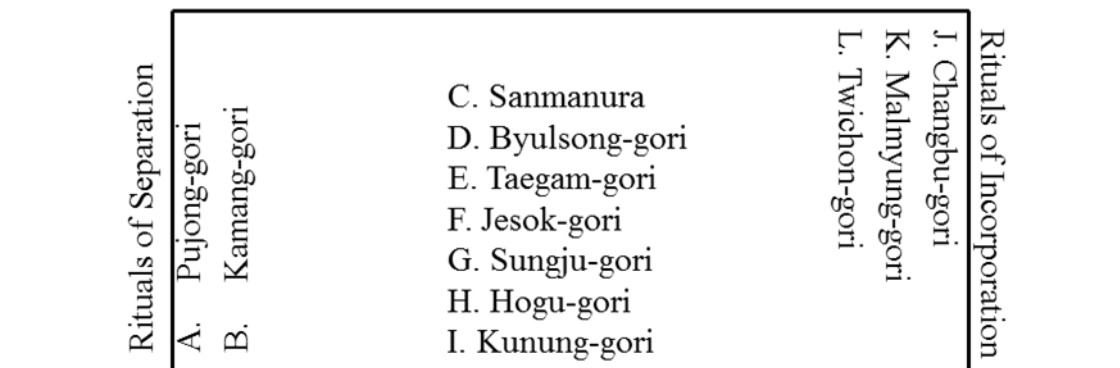 Rituals of Separation
A. Pujong-gori
B. Kamang-gori
C. Sanmanura
D. Byulsong-gori
E. Taegam-gori
F. Jesok-gori
G. Sungju-gori
H. Hogu-gori
I. Kunung-gori
J. Changbu-gori
K. Malmyung-gori
L. Twichon-gori
Rituals of Incorporation